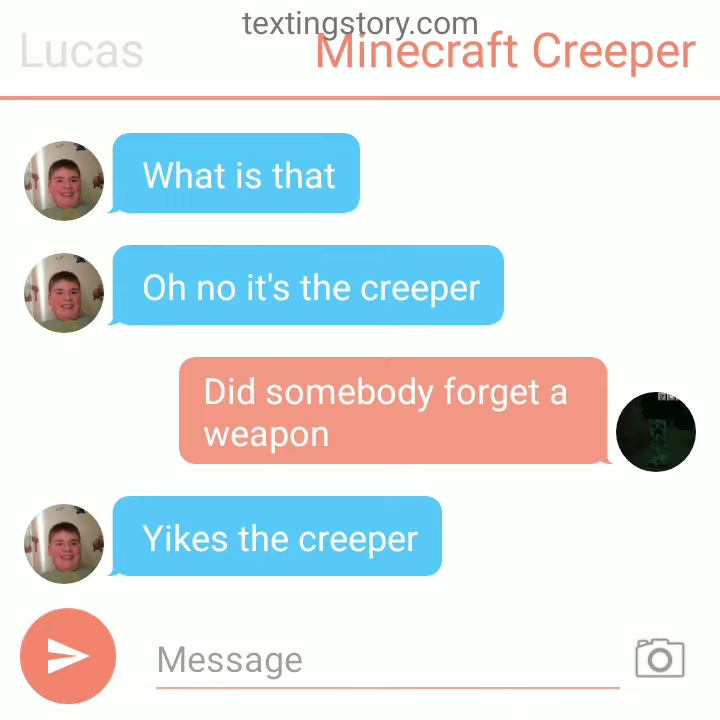 textingstory.com
Lucas
Minecraft Creeper
What is that
Oh no it's the creeper
Did somebody forget a
weapon
Yikes the creeper
Message